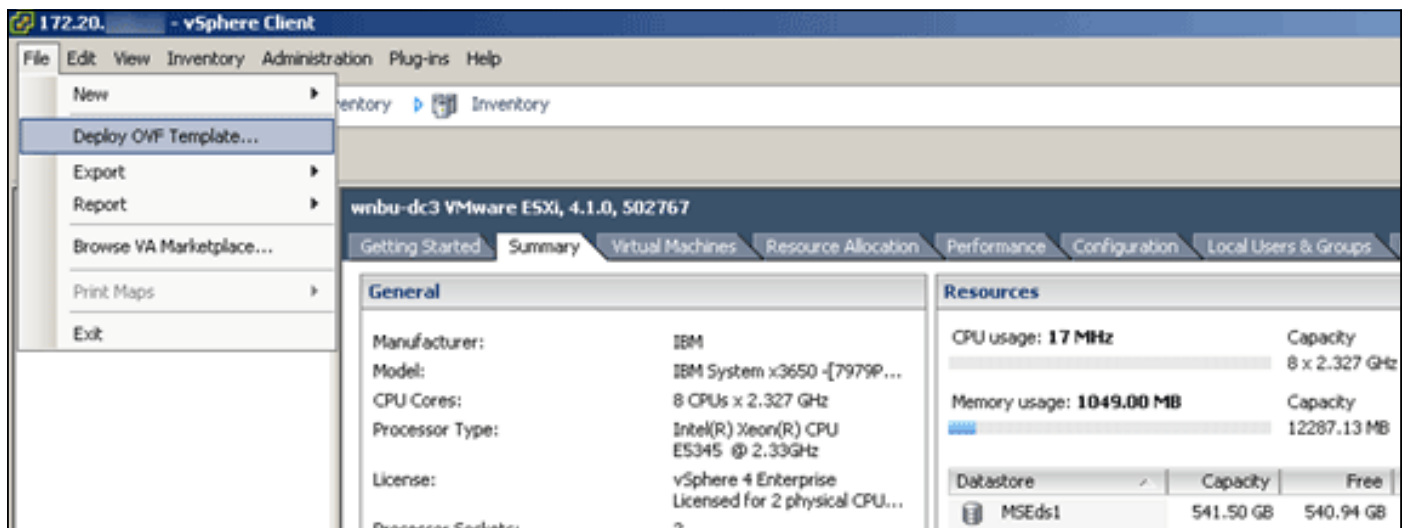 172.20. - vSphere Client
File Edit View Inventory Administration Plug-ins Help
New
entory Inventory
Deploy OVF Template...
Export
Report
Browse VA Marketplace...
Print Maps
Exit
wnbu-dc3 VMware ESXi, 4.1.0, 502767
Getting Started Summary Virtual Machines Resource Allocation Performance Configuration Local Users & Groups
General
Manufacturer: IBM
Model: IBM System x3650 -[7979P...
CPU Cores: 8 CPUs x 2.327 GHz
Processor Type: Intel(R) Xeon(R) CPU
E5345 @ 2.33GHz
License: vSphere 4 Enterprise
Licensed for 2 physical CPU...
Processor Sockets: 2
Resources
CPU usage: 17 MHz Capacity
8 x 2.327 GHz
Memory usage: 1049.00 MB Capacity
12287.13 MB
Datastore Capacity Free
MSEds1 541.50 GB 540.94 GB